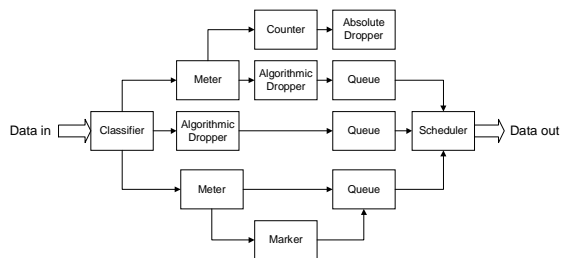 Counter
Absolute
Dropper
Meter
Algorithmic
Dropper
Queue
Data in
Classifier
Algorithmic
Dropper
Queue
Scheduler
Data out
Meter
Queue
Marker